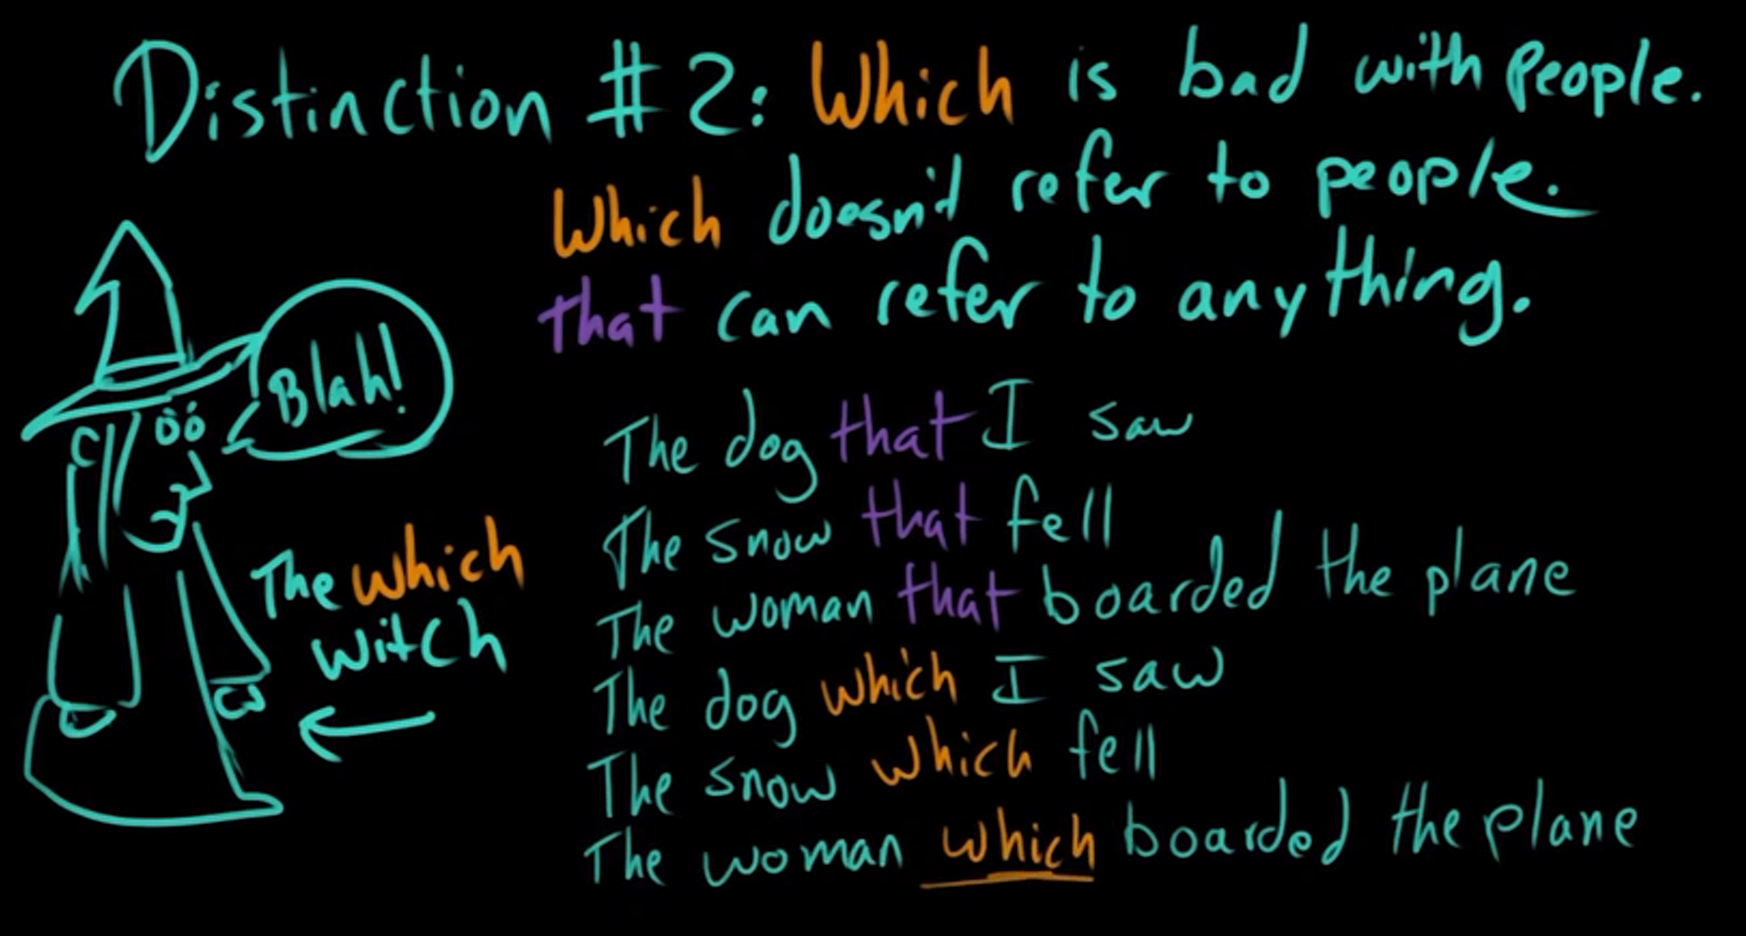 Distinction #2: Which is bad with people.
Which doesn't refer to people.
that can refer to anything.
Blah!
The which
witch
The dog that I saw
The snow that fell
The woman that boarded the plane
The dog which I saw
The snow which fell
The woman which boarded the plane